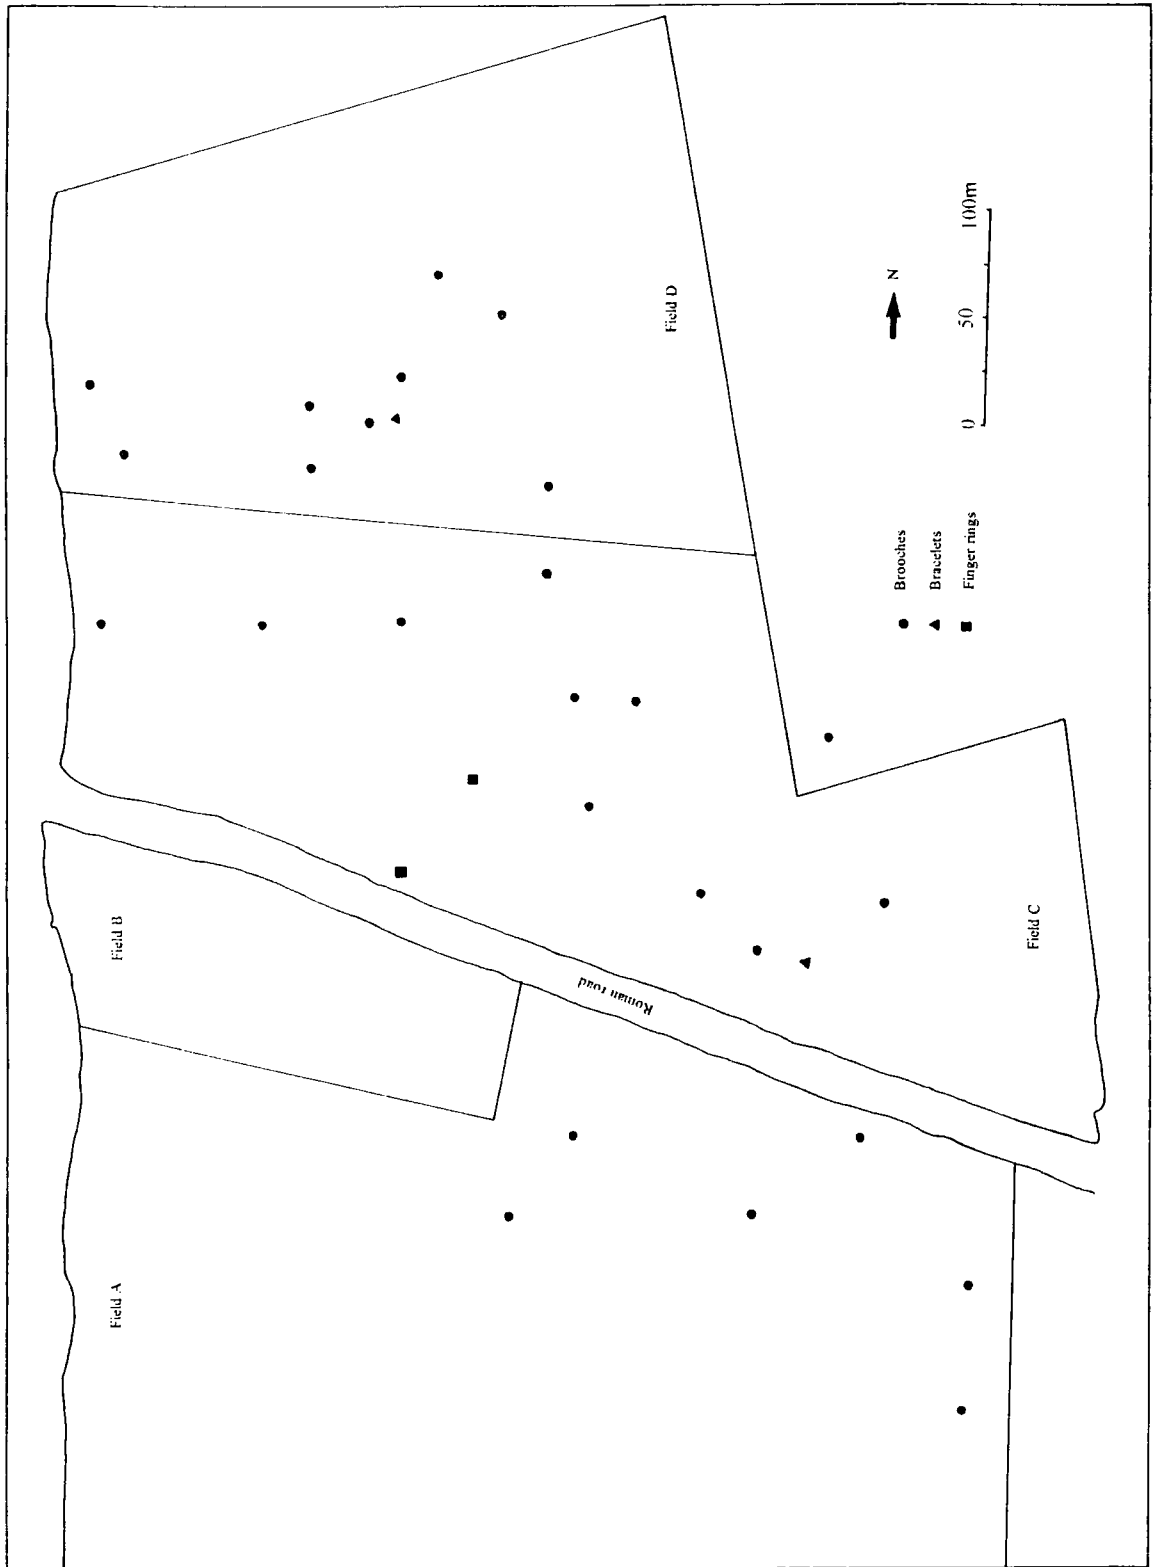 Field A
Field B
Roman road
Field C
Field D
Brooches
Bracelets
Finger rings
0 50 100m
N